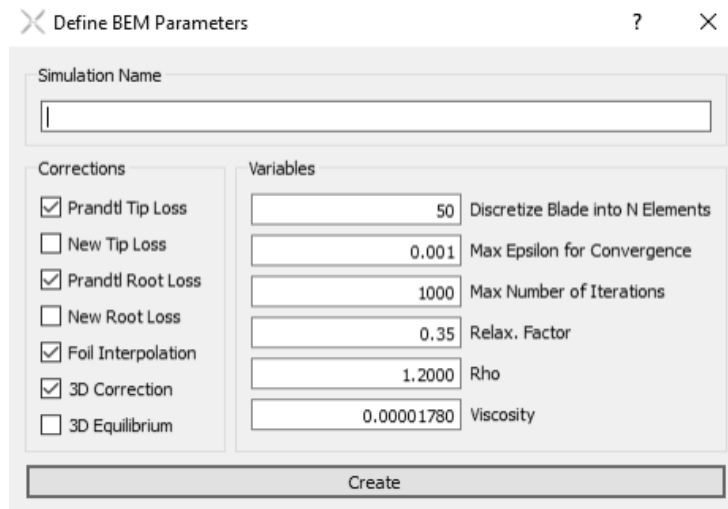 Define BEM Parameters ? ×
Simulation Name
Corrections
Prandtl Tip Loss
New Tip Loss
Prandtl Root Loss
New Root Loss
Foil Interpolation
3D Correction
3D Equilibrium
Variables
50 Discretize Blade into N Elements
0.001 Max Epsilon for Convergence
1000 Max Number of Iterations
0.35 Relax. Factor
1.2000 Rho
0.00001780 Viscosity
Create